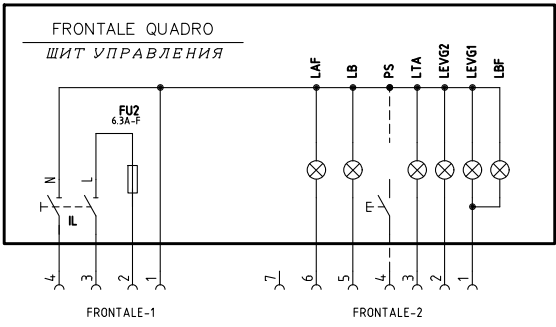 FRONTALE QUADRO
ЩИТ УПРАВЛЕНИЯ
LAF LB PS LTA LEVG2 LEVG1 LBF
FU2
6.3A-F
N L
IL
4 3 2 1 7 6 5 4 3 2 1
FRONTALE-1 FRONTALE-2